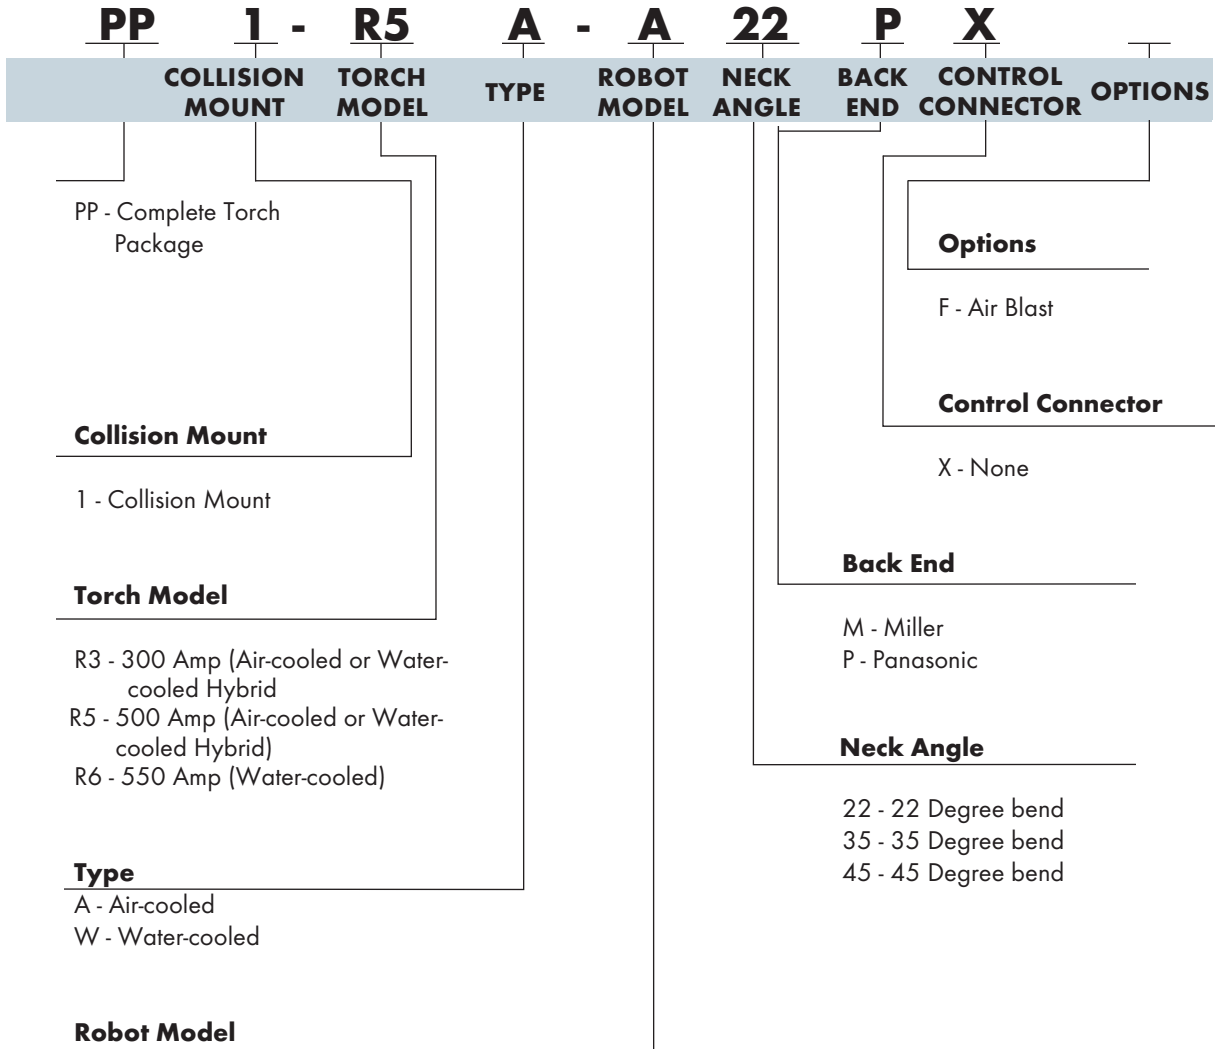 PP 1 - R5 A - A 22 P X
COLLISION MOUNT
TORCH MODEL
TYPE
ROBOT MODEL
NECK ANGLE
BACK END
CONTROL CONNECTOR
OPTIONS
PP - Complete Torch
Package
Collision Mount
1 - Collision Mount
Torch Model
R3 - 300 Amp (Air-cooled or Water-
cooled Hybrid
R5 - 500 Amp (Air-cooled or Water-
cooled Hybrid)
R6 - 550 Amp (Water-cooled)
Type
A - Air-cooled
W - Water-cooled
Robot Model
Options
F - Air Blast
Control Connector
X - None
Back End
M - Miller
P - Panasonic
Neck Angle
22 - 22 Degree bend
35 - 35 Degree bend
45 - 45 Degree bend